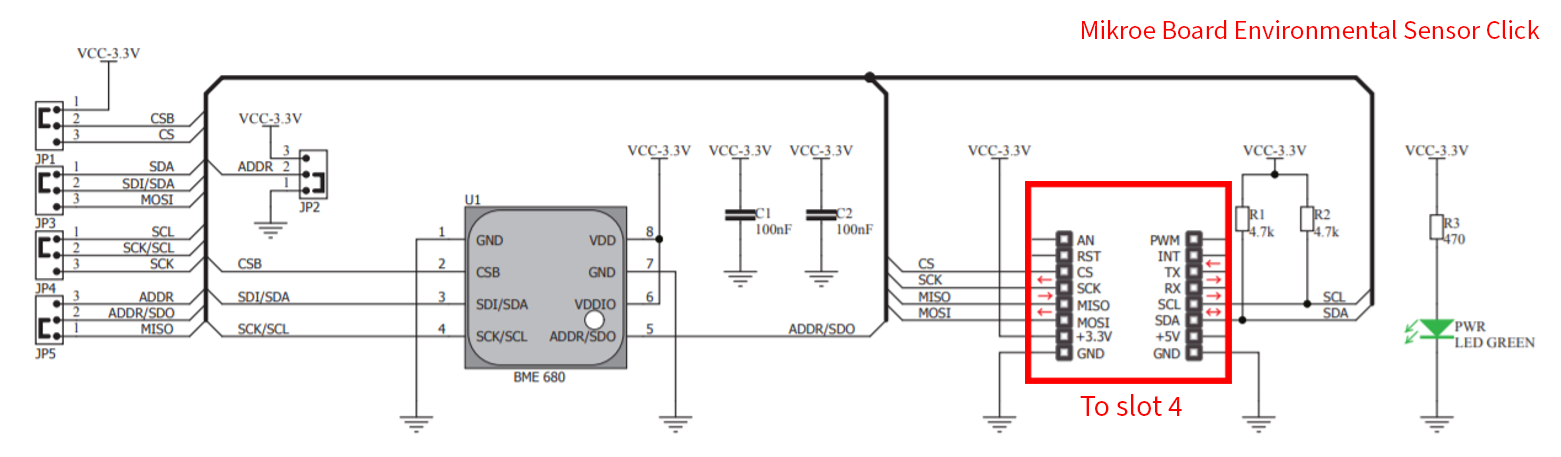 Mikroe Board Environmental Sensor Click
VCC-3.3V
1
2 CSB
3 CS
JP1
1 SDA
2 SDI/SDA
3 MOSI
JP3
1 SCL
2 SCK/SCL
3 SCK
JP4
3 ADDR
2 ADDR/SDO
1 MISO
JP5
VCC-3.3V
3
ADDR 2
1
JP2
CSB
SDI/SDA
SCK/SCL
U1
1 GND VDD 8
2 CSB GND 7
3 SDI/SDA VDDIO 6
4 SCK/SCL ADDR/SDO 5
BME 680
ADDR/SDO
VCC-3.3V
VCC-3.3V
C1
100nF
VCC-3.3V
C2
100nF
VCC-3.3V
CS
SCK
MISO
MOSI
AN PWM
RST INT
CS TX
SCK RX
MISO SCL
MOSI SDA
+3.3V +5V
GND GND
To slot 4
VCC-3.3V
R1
4.7k
R2
4.7k
SCL
SDA
VCC-3.3V
R3
470
PWR
LED GREEN